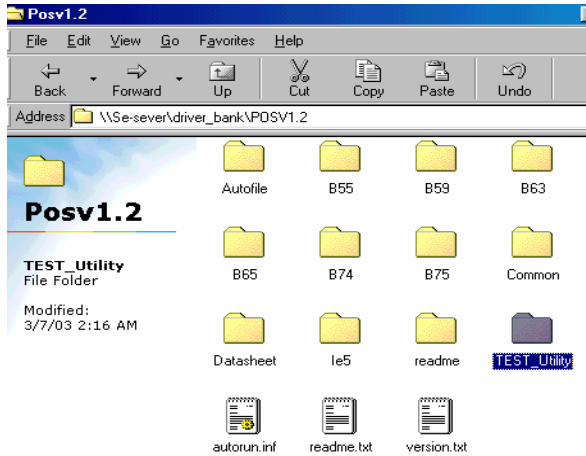 Posv1.2
File Edit View Go Favorites Help
Back Forward Up Cut Copy Paste Undo
Address \\Se-sever\driver_bank\POSV1.2
Posv1.2
TEST_Utility
File Folder
Modified:
3/7/03 2:16 AM
Autofile B55 B59 B63
B65 B74 B75 Common
Datasheet Ie5 readme TEST_Utility
autorun.inf readme.txt version.txt